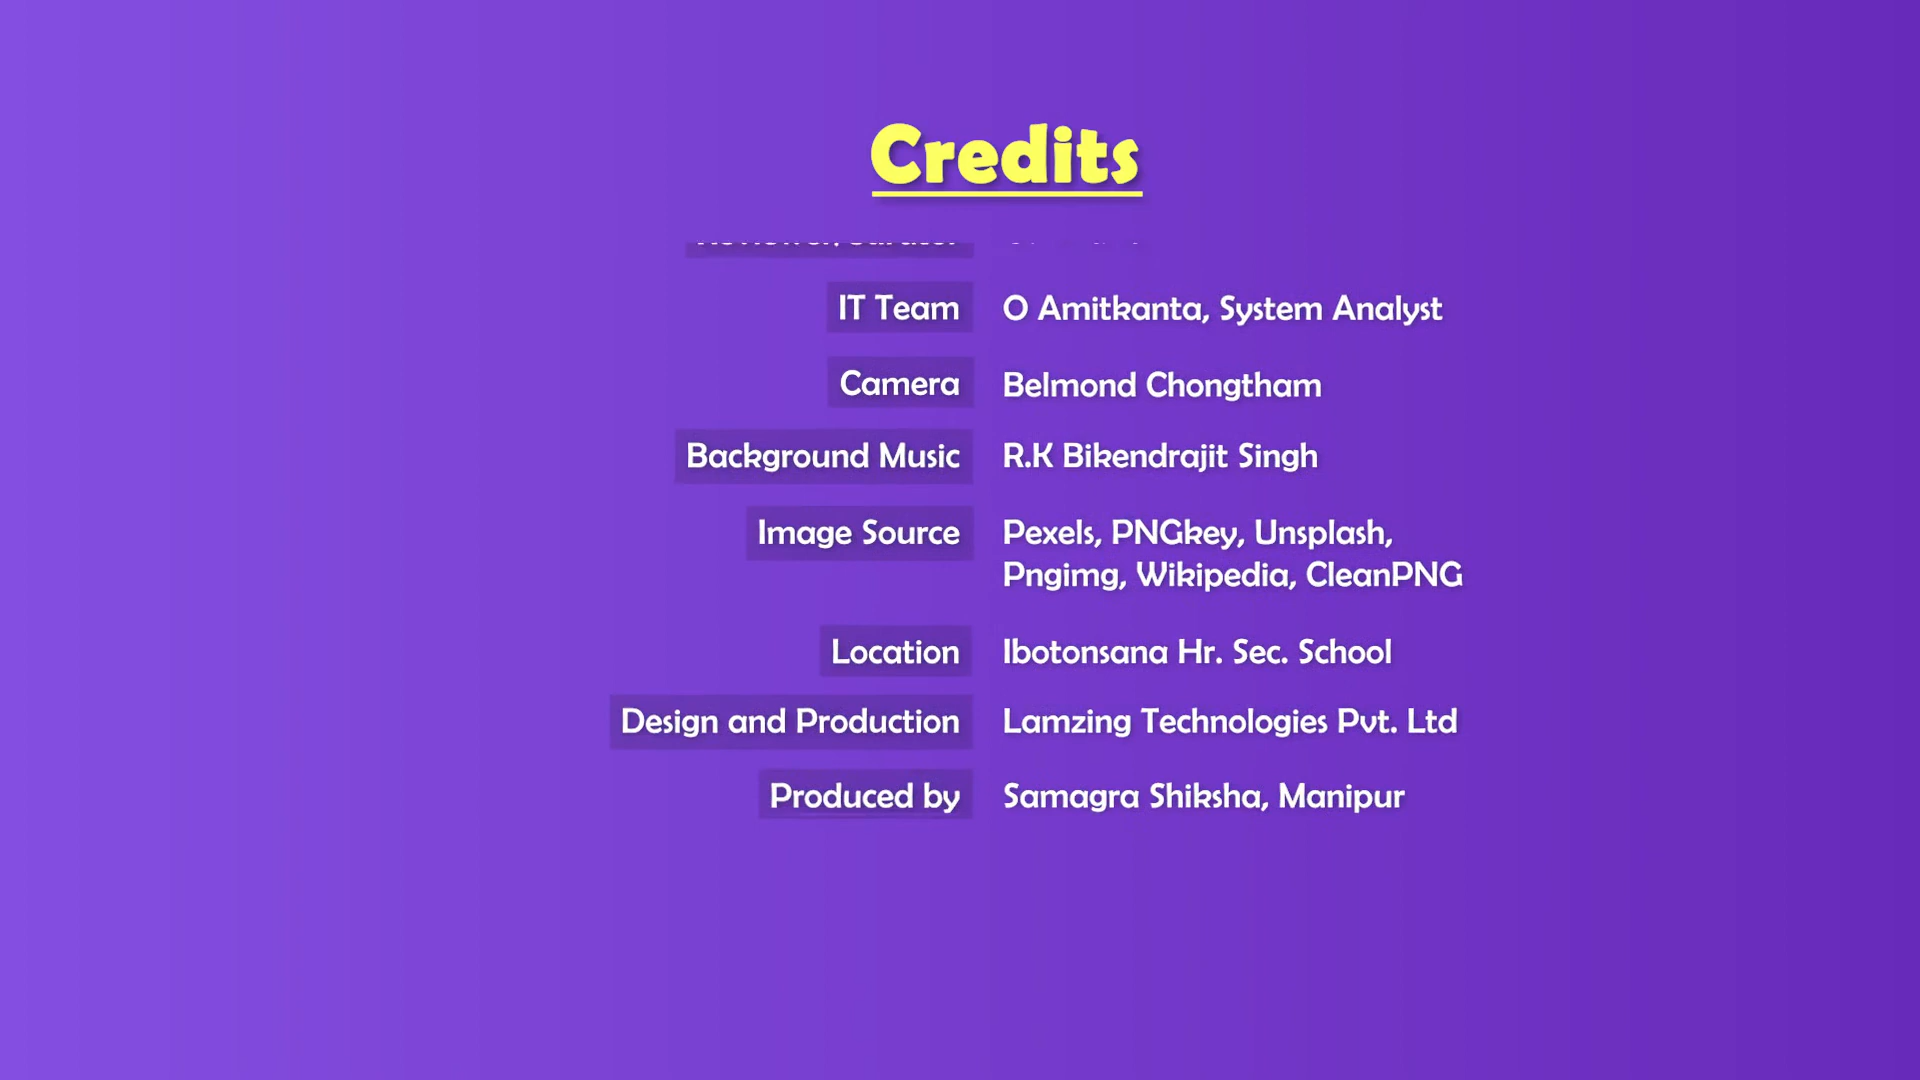 Credits
IT Team O Amitkanta, System Analyst
Camera Belmond Chongtham
Background Music R.K Bikendrajit Singh
Image Source Pexels, PNGkey, Unsplash,
Pngimg, Wikipedia, CleanPNG
Location Ibotonsana Hr. Sec. School
Design and Production Lamzing Technologies Pvt. Ltd
Produced by Samagra Shiksha, Manipur